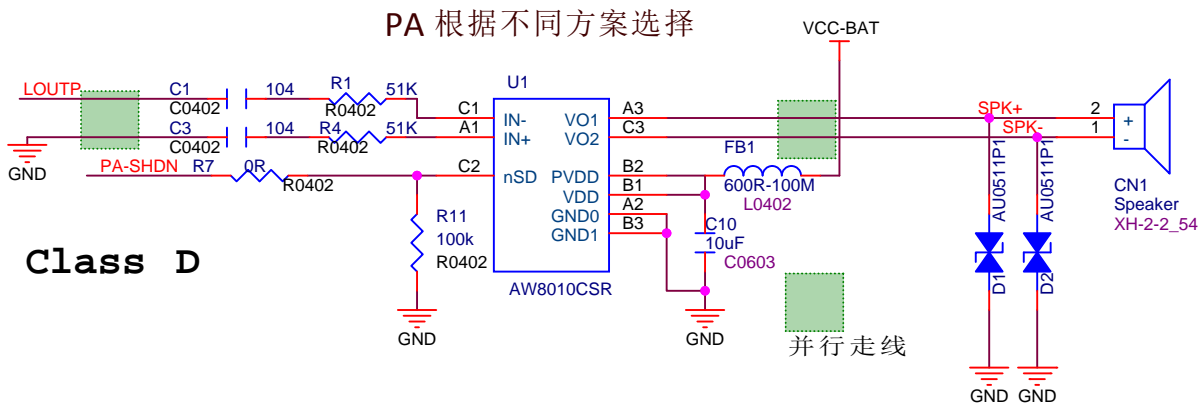 PA 根据不同方案选择
VCC-BAT
LOUTP
C1
C0402
104
R1
R0402
51K
U1
C1
IN-
VO1
A3
SPK+
2
+
C3
C0402
104
R4
R0402
51K
A1
IN+
VO2
C3
SPK-
1
-
GND
PA-SHDN
R7
0R
R0402
C2
nSD
PVDD
B2
FB1
600R-100M
L0402
VDD
B1
GND0
A2
GND1
B3
R11
100k
R0402
C10
10uF
C0603
AU0511P1
D1
AU0511P1
D2
CN1
Speaker
XH-2-2_54
Class D
AW8010CSR
GND
GND
并行走线
GND
GND